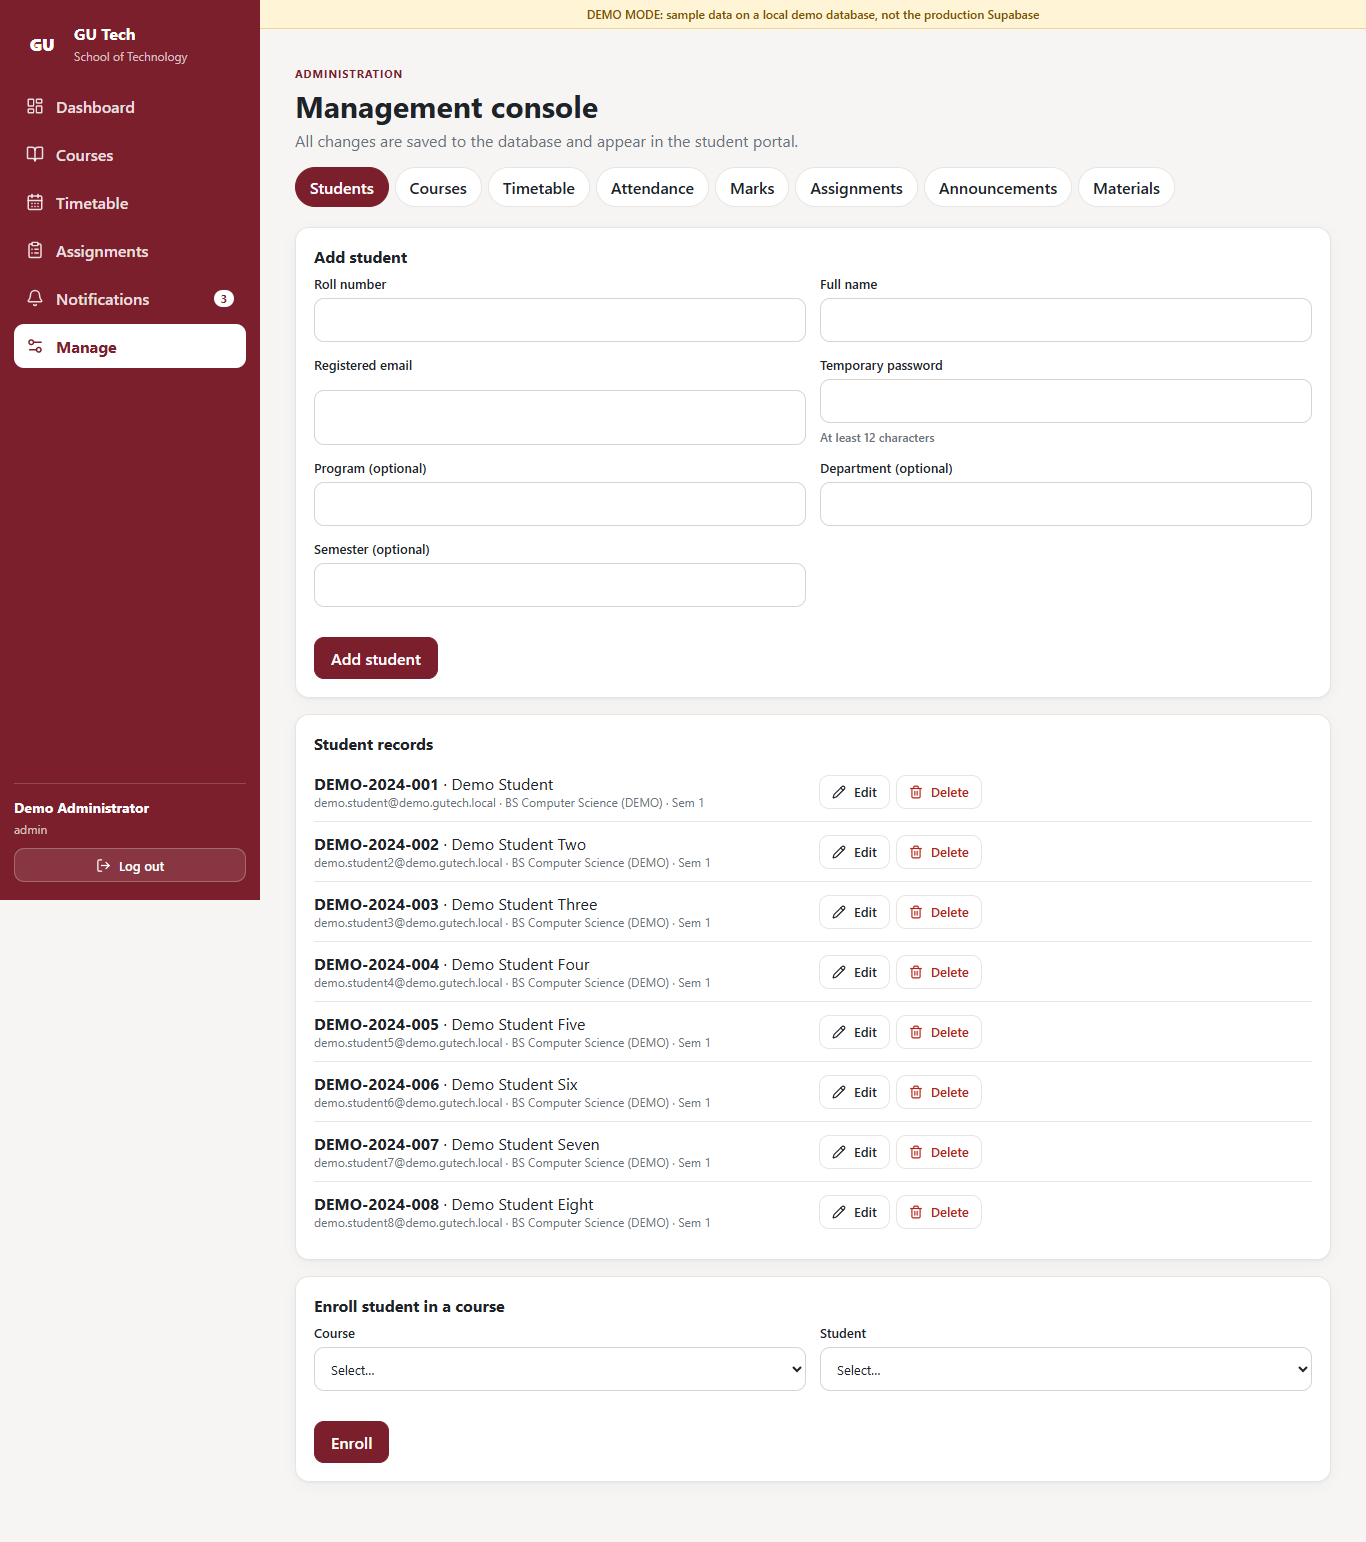 DEMO MODE: sample data on a local demo database, not the production Supabase
GU
GU Tech
School of Technology
Dashboard
Courses
Timetable
Assignments
Notifications 3
Manage
Demo Administrator
admin
Log out
ADMINISTRATION
Management console
All changes are saved to the database and appear in the student portal.
Students Courses Timetable Attendance Marks Assignments Announcements Materials
Add student
Roll number Full name
Registered email Temporary password
At least 12 characters
Program (optional) Department (optional)
Semester (optional)
Add student
Student records
DEMO-2024-001 · Demo Student
demo.student@demo.gutech.local · BS Computer Science (DEMO) · Sem 1
Edit Delete
DEMO-2024-002 · Demo Student Two
demo.student2@demo.gutech.local · BS Computer Science (DEMO) · Sem 1
Edit Delete
DEMO-2024-003 · Demo Student Three
demo.student3@demo.gutech.local · BS Computer Science (DEMO) · Sem 1
Edit Delete
DEMO-2024-004 · Demo Student Four
demo.student4@demo.gutech.local · BS Computer Science (DEMO) · Sem 1
Edit Delete
DEMO-2024-005 · Demo Student Five
demo.student5@demo.gutech.local · BS Computer Science (DEMO) · Sem 1
Edit Delete
DEMO-2024-006 · Demo Student Six
demo.student6@demo.gutech.local · BS Computer Science (DEMO) · Sem 1
Edit Delete
DEMO-2024-007 · Demo Student Seven
demo.student7@demo.gutech.local · BS Computer Science (DEMO) · Sem 1
Edit Delete
DEMO-2024-008 · Demo Student Eight
demo.student8@demo.gutech.local · BS Computer Science (DEMO) · Sem 1
Edit Delete
Enroll student in a course
Course Student
Select... Select...
Enroll